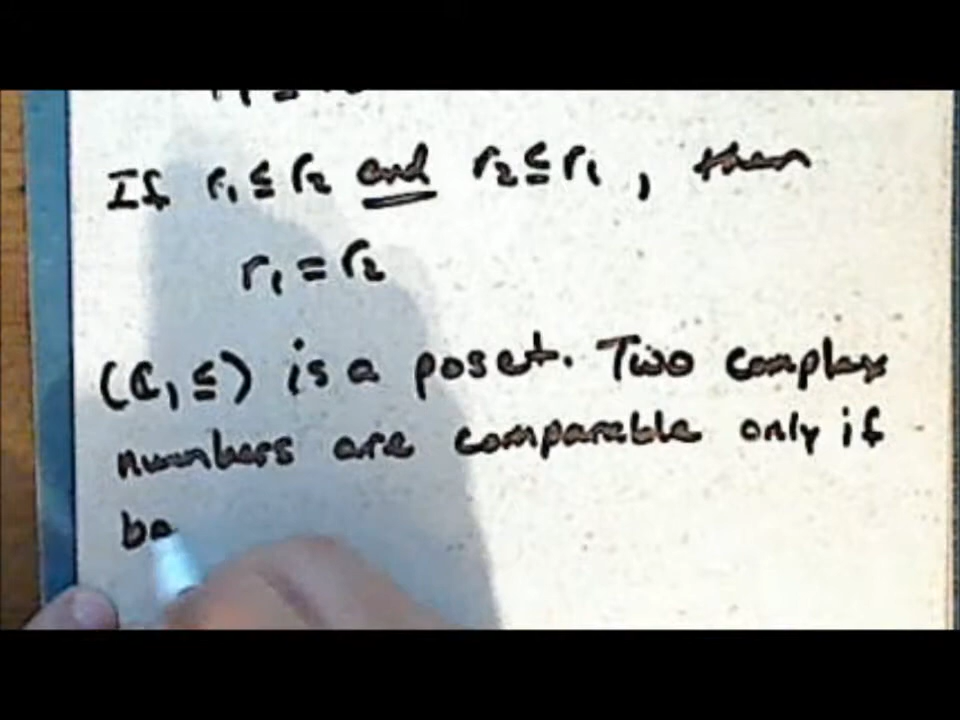 If r₁ ≤ r₂ and r₂ ≤ r₁, then
r₁ = r₂
(ℂ, ≤) is a poset. Two complex
numbers are comparable only if
bo